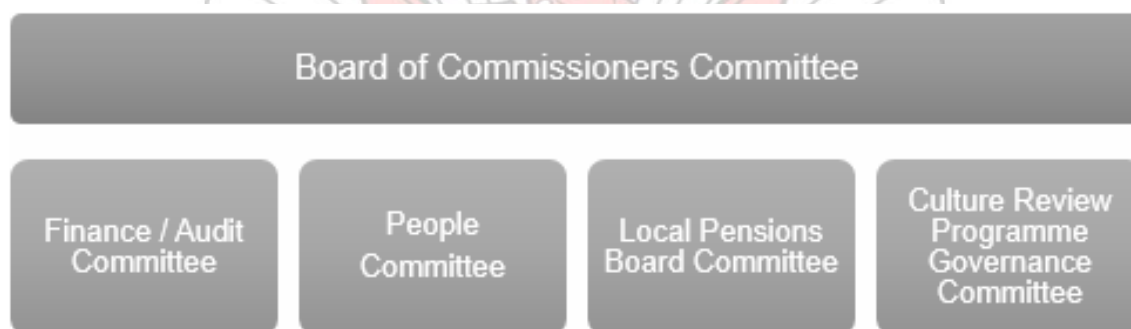 Board of Commissioners Committee
Finance / Audit
Committee
People
Committee
Local Pensions
Board Committee
Culture Review
Programme
Governance
Committee